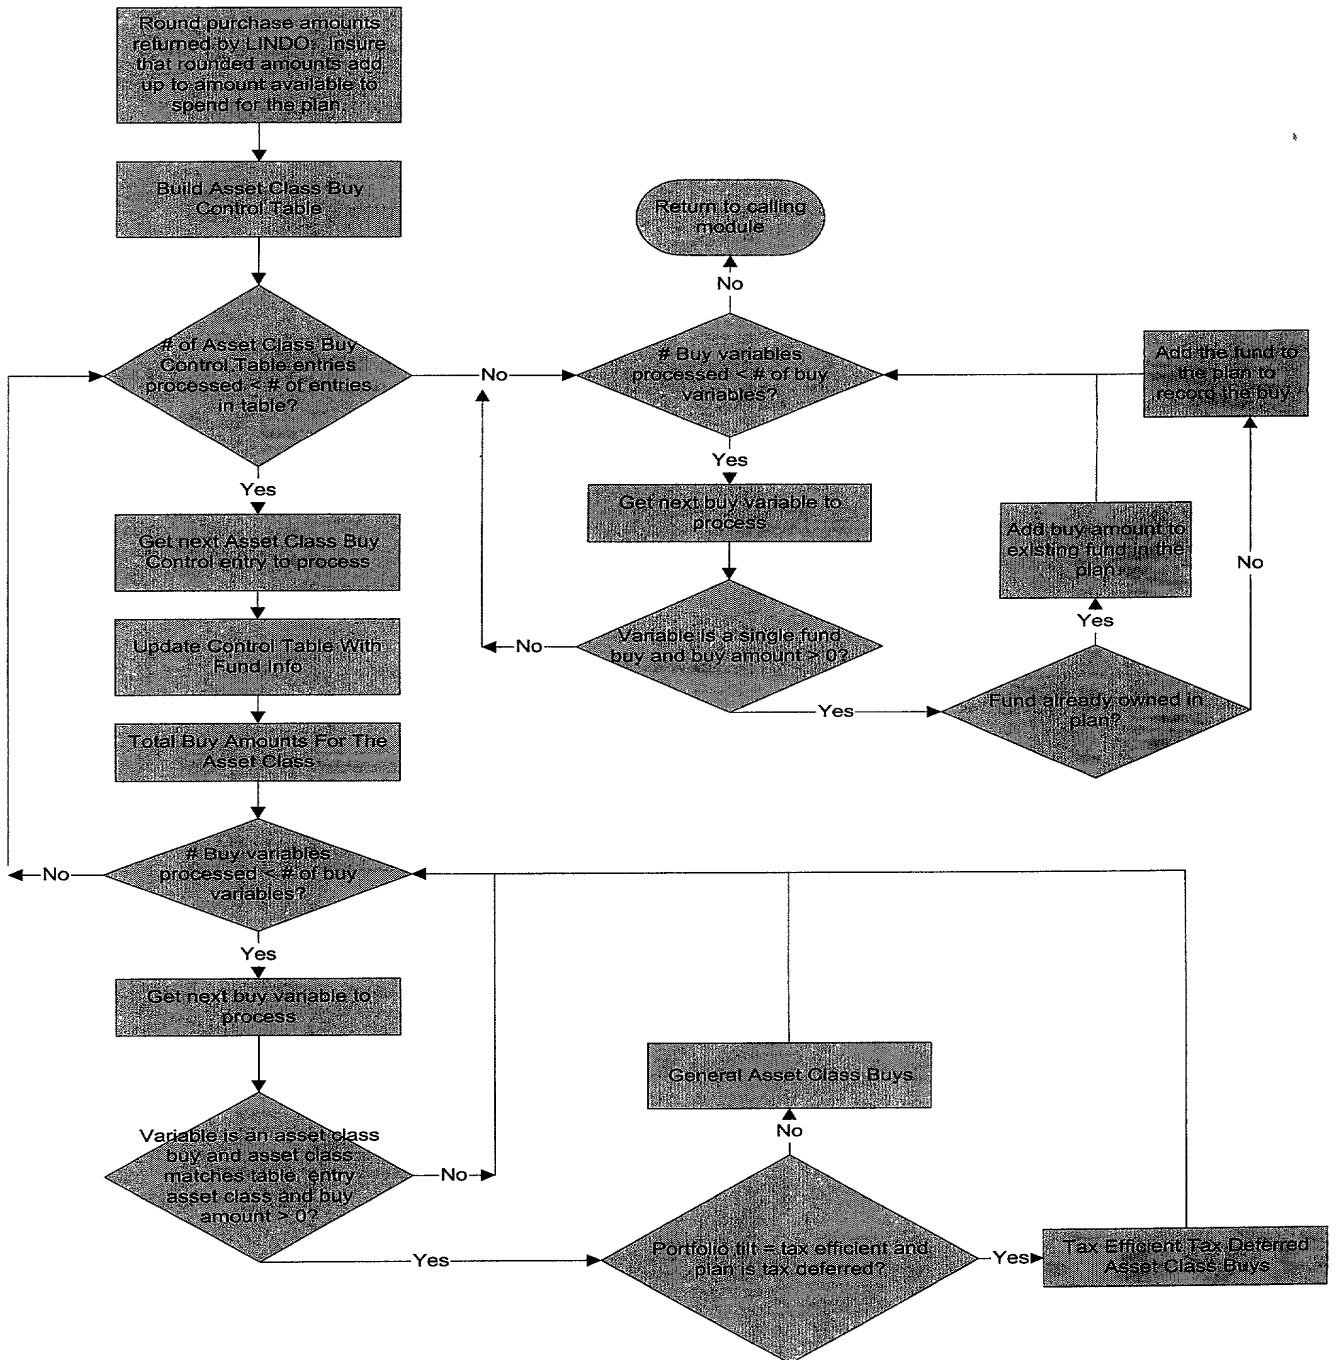 Round purchase amounts
returned by LINDO. Insure
that rounded amounts add
up to amount available to
spend for the plan.
Build Asset Class Buy
Control Table
Return to calling
module
No
# of Asset Class Buy
Control Table entries
processed < # of entries
in table?
No
# Buy variables
processed < # of buy
variables?
Add the fund to
the plan to
record the buy.
Yes
Yes
Get next Asset Class Buy
Control entry to process
Get next buy variable to
process
Add buy amount to
existing fund in the
plan
No
Update Control Table With
Fund Info
No
Variable is a single fund
buy and buy amount > 0?
Yes
Yes
Fund already owned in
plan?
Total Buy Amounts For The
Asset Class
No
# Buy variables
processed < # of buy
variables?
Yes
Get next buy variable to
process
General Asset Class Buys
No
Variable is an asset class
buy and asset class
matches table entry
asset class and buy
amount > 0?
No
Yes
Portfolio tilt = tax efficient and
plan is tax deferred?
Yes
Tax Efficient Tax Deferred
Asset Class Buys